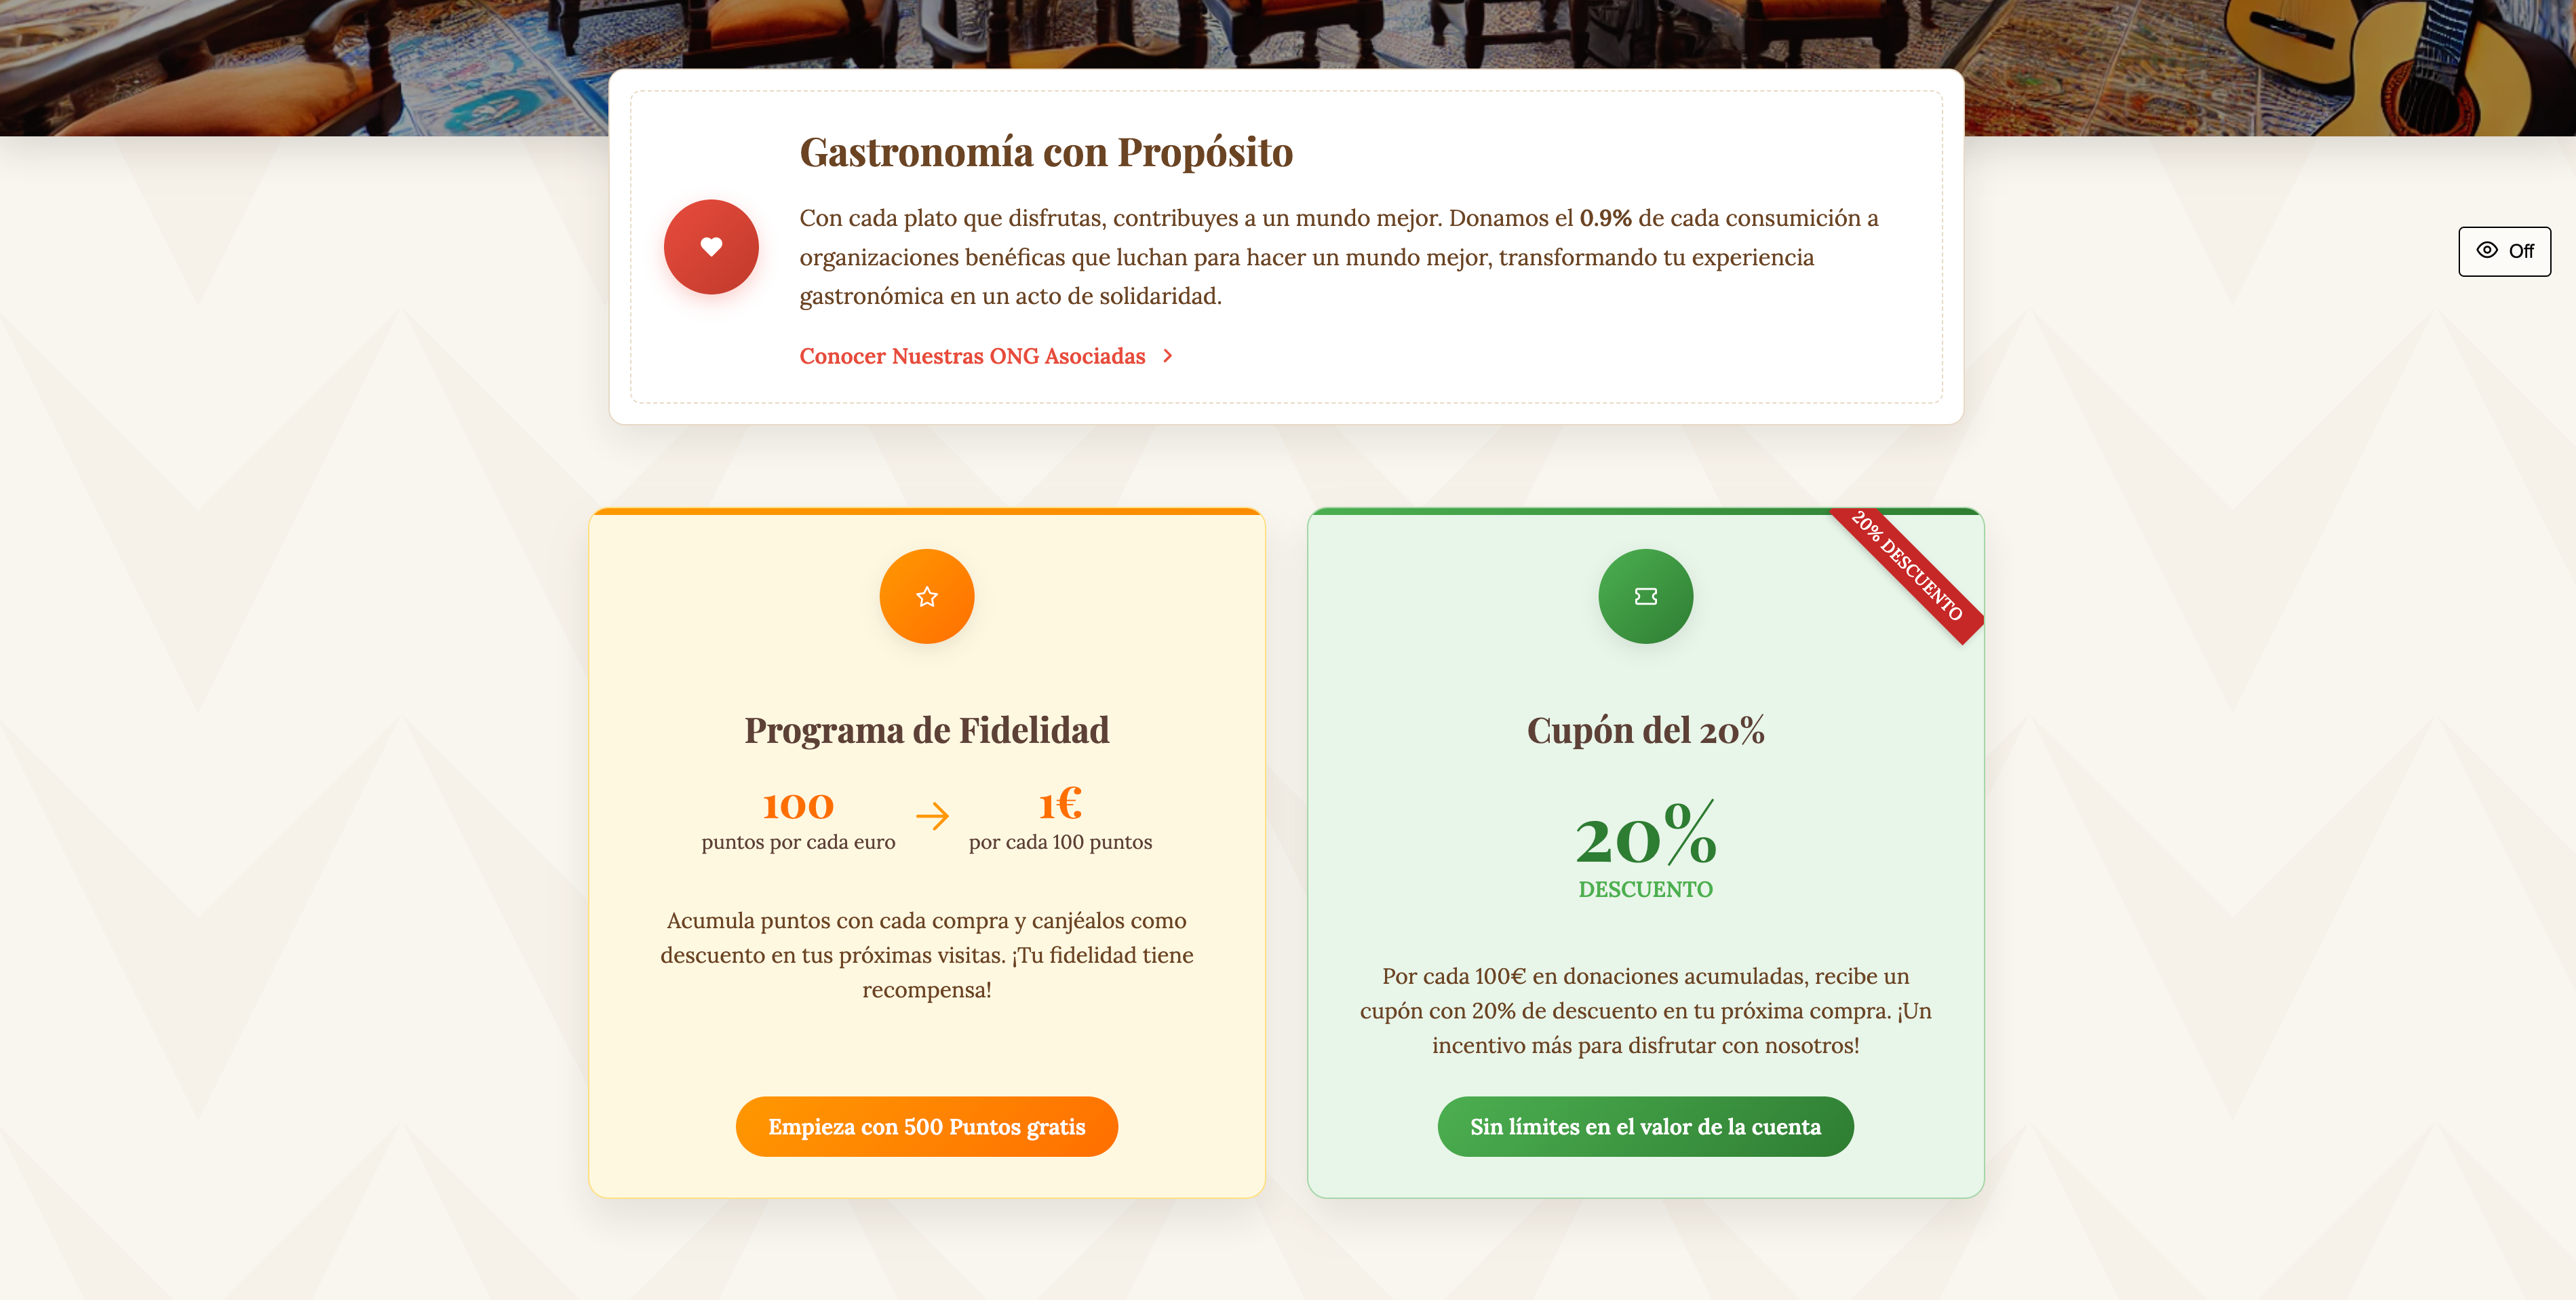 Gastronomía con Propósito
Con cada plato que disfrutas, contribuyes a un mundo mejor. Donamos el 0.9% de cada consumición a
organizaciones benéficas que luchan para hacer un mundo mejor, transformando tu experiencia
gastronómica en un acto de solidaridad.
Conocer Nuestras ONG Asociadas
Off
Programa de Fidelidad
100
puntos por cada euro
1€
por cada 100 puntos
Acumula puntos con cada compra y canjéalos como
descuento en tus próximas visitas. ¡Tu fidelidad tiene
recompensa!
Empieza con 500 Puntos gratis
20% DESCUENTO
Cupón del 20%
20%
DESCUENTO
Por cada 100€ en donaciones acumuladas, recibe un
cupón con 20% de descuento en tu próxima compra. ¡Un
incentivo más para disfrutar con nosotros!
Sin límites en el valor de la cuenta